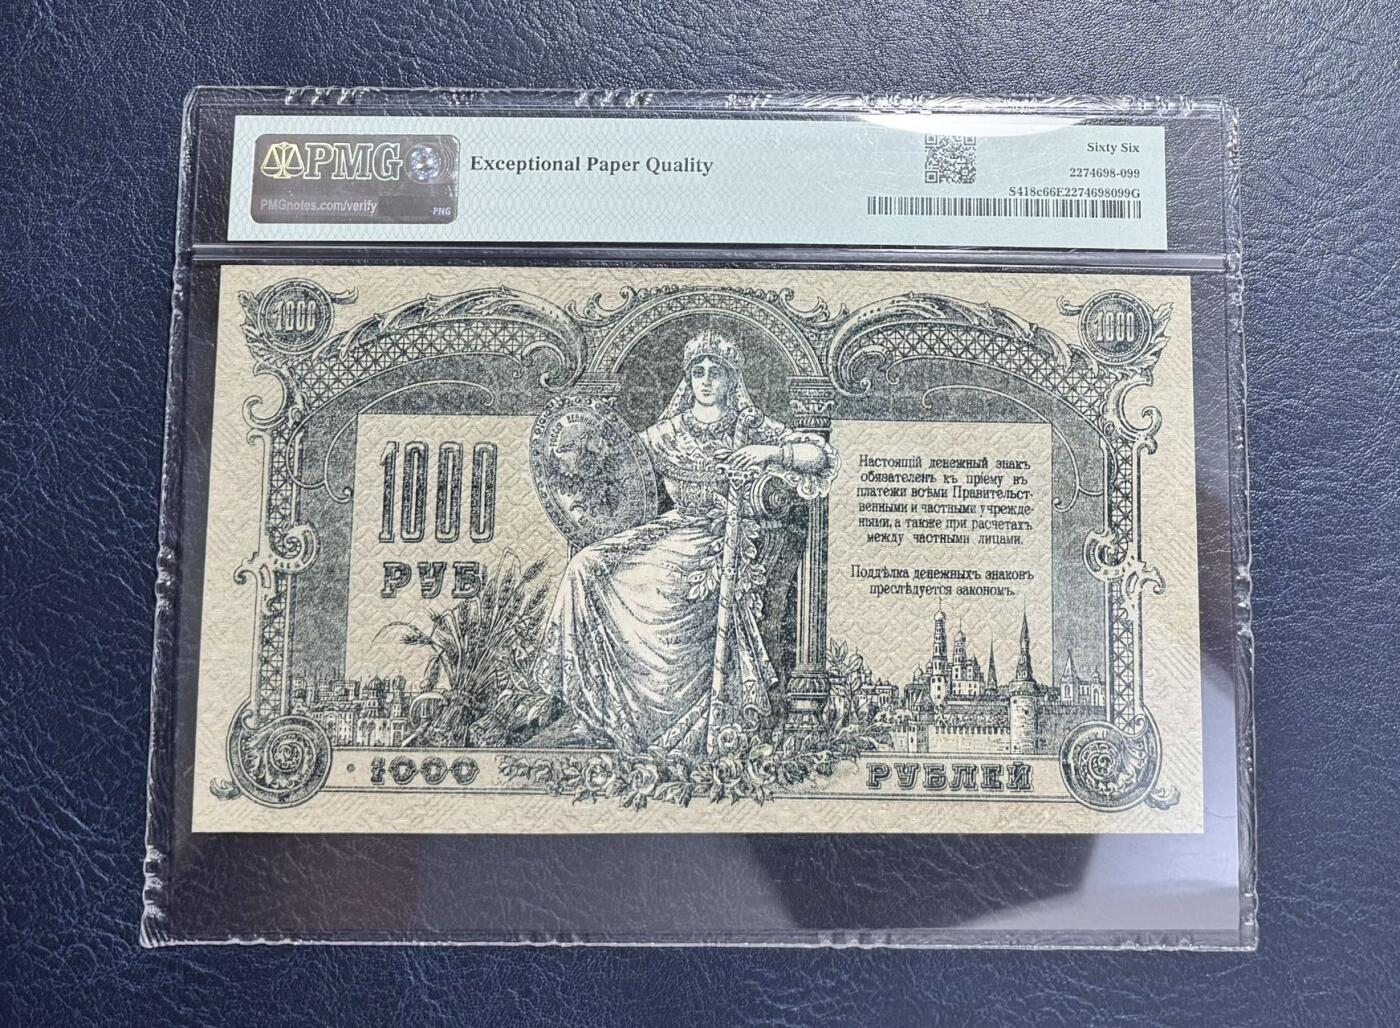 PMG
PMGnotes.com/verify
PNG
Exceptional Paper Quality
Sixty Six
2274698-099
S418c66E2274698099G
1000
1000
1000
РУБ
Настоящій денежный знакъ
обязателенъ къ пріему въ
платежи всѣми Правительст-
венными и частными учрежде-
ніями, а также при расчетахъ
между частными лицами.
Поддѣлка денежныхъ знаковъ
преслѣдуется закономъ.
1000
РУБЛЕЙ